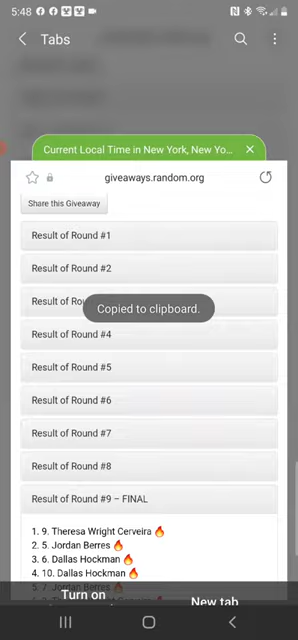 5:48
Tabs
Current Local Time in New York, New Yo...
giveaways.random.org
Share this Giveaway
Result of Round #1
Result of Round #2
Result of Rou
Copied to clipboard.
Result of Round #4
Result of Round #5
Result of Round #6
Result of Round #7
Result of Round #8
Result of Round #9 – FINAL
1. 9. Theresa Wright Cerveira 🔥
2. 5. Jordan Berres 🔥
3. 6. Dallas Hockman 🔥
4. 10. Dallas Hockman 🔥
5. 7. Jordan Berres 🔥
Turn on
New tab